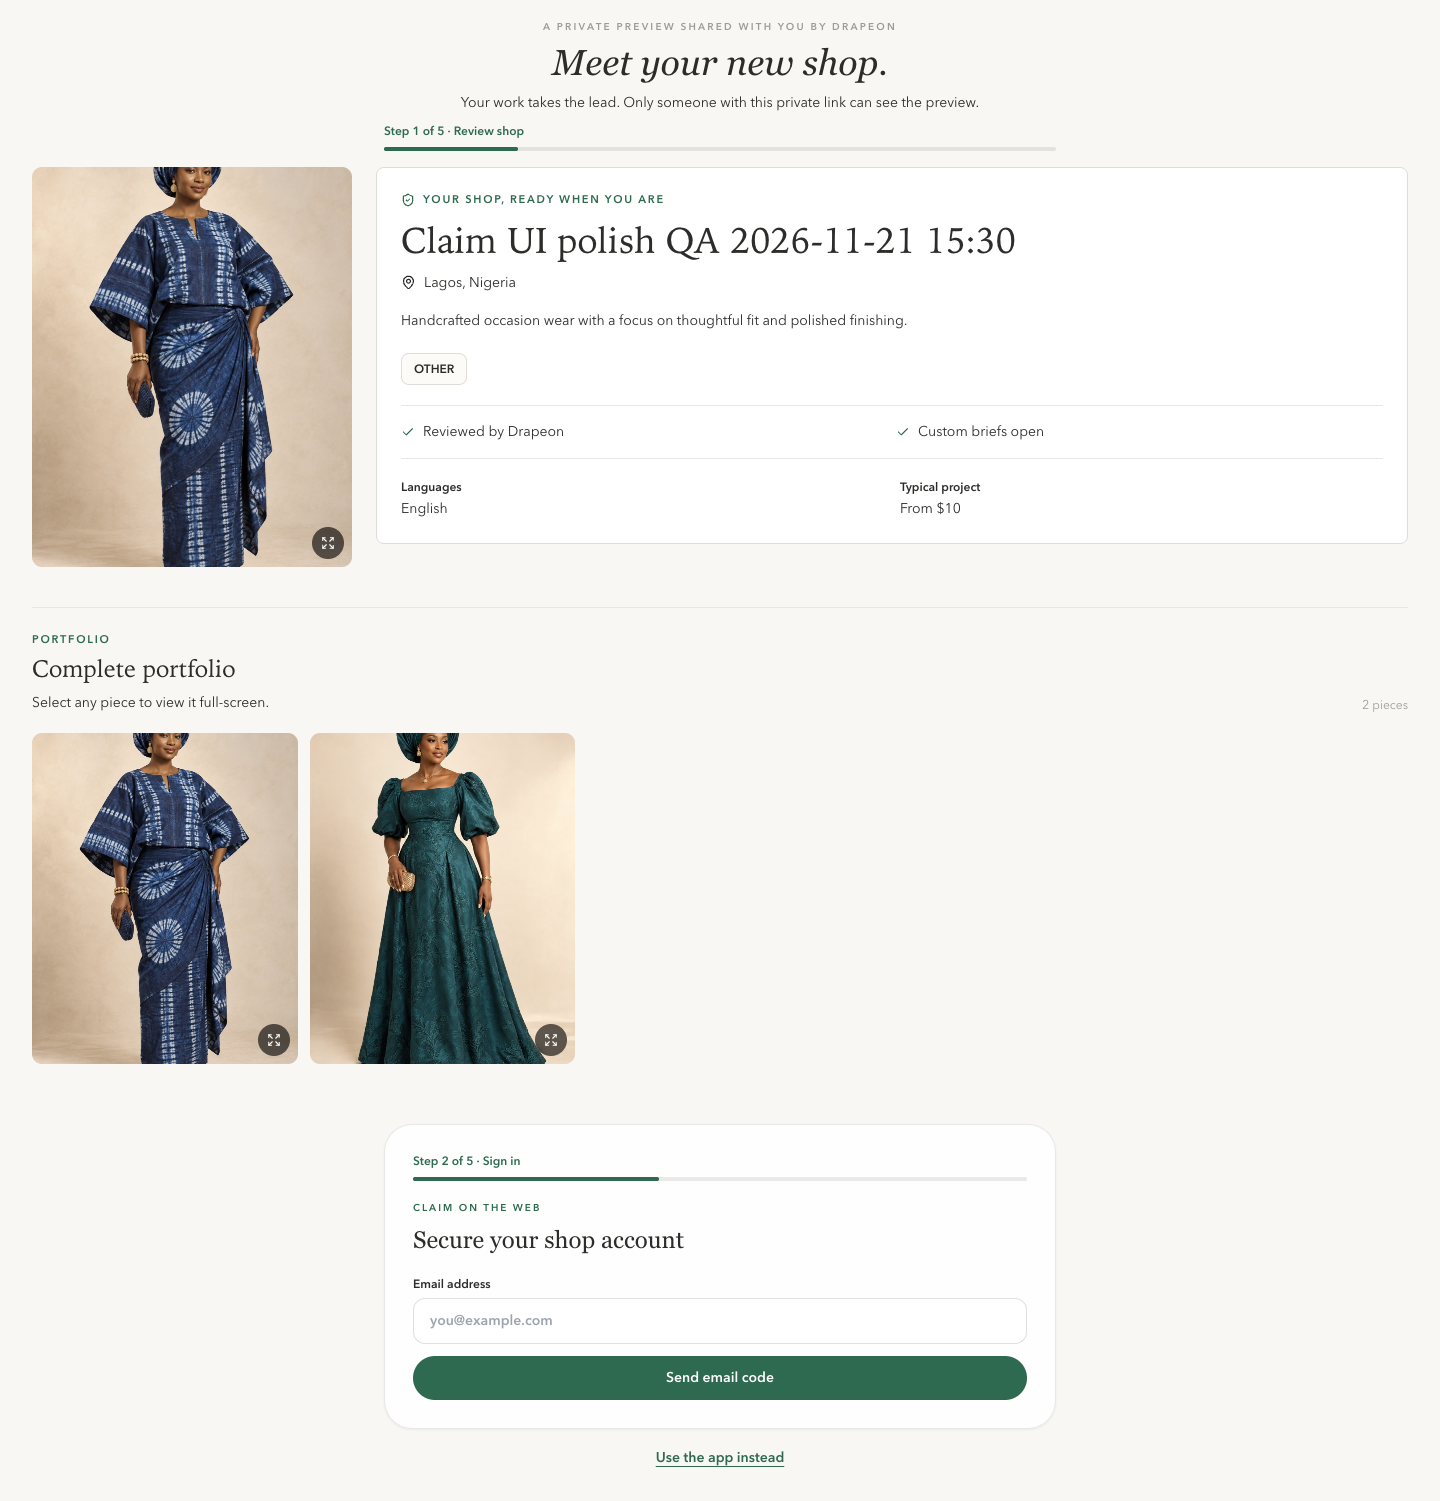 A PRIVATE PREVIEW SHARED WITH YOU BY DRAPEON
Meet your new shop.
Your work takes the lead. Only someone with this private link can see the preview.
Step 1 of 5 · Review shop
YOUR SHOP, READY WHEN YOU ARE
Claim UI polish QA 2026-11-21 15:30
Lagos, Nigeria
Handcrafted occasion wear with a focus on thoughtful fit and polished finishing.
OTHER
Reviewed by Drapeon
Custom briefs open
Languages
English
Typical project
From $10
PORTFOLIO
Complete portfolio
Select any piece to view it full-screen.
2 pieces
Step 2 of 5 · Sign in
CLAIM ON THE WEB
Secure your shop account
Email address
you@example.com
Send email code
Use the app instead